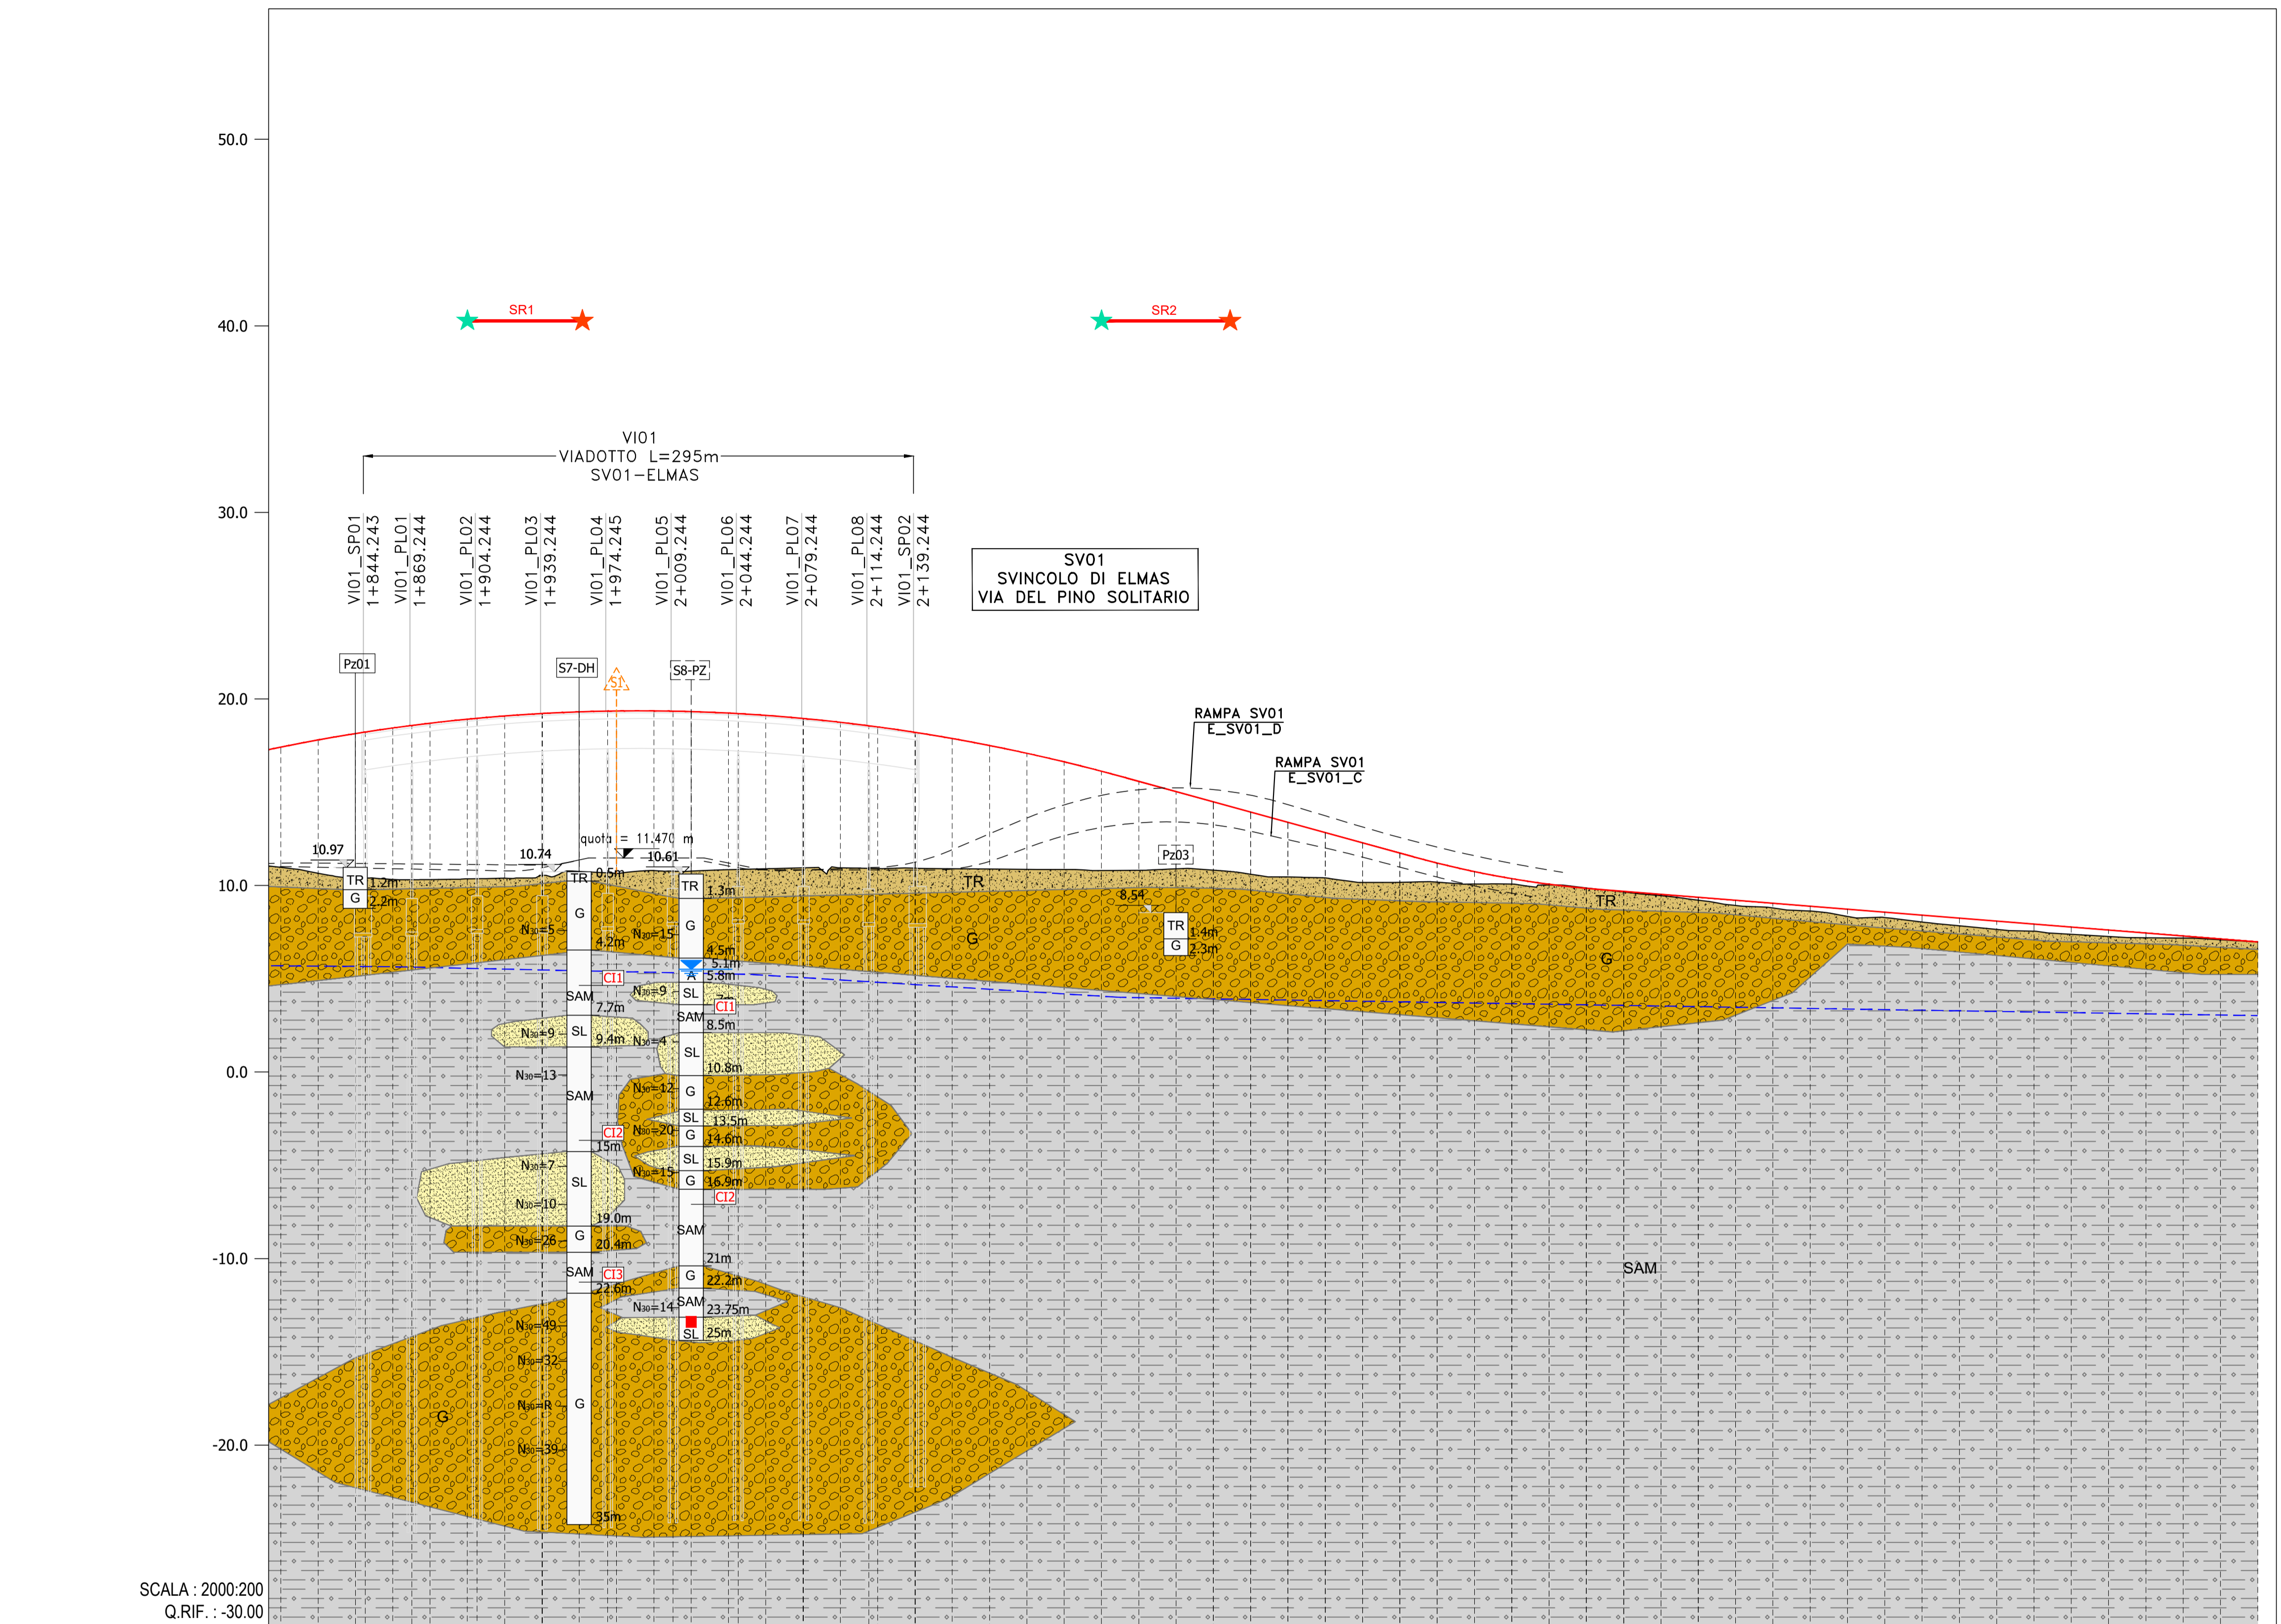 50.0
40.0
30.0
20.0
10.0
0.0
-10.0
-20.0
SCALA : 2000:200
Q.RIF. : -30.00
SR1
SR2
VI01
VIADOTTO L=295m
SV01-ELMAS
VI01_SP01
1+844.243
VI01_PL01
1+869.244
VI01_PL02
1+904.244
VI01_PL03
1+939.244
VI01_PL04
1+974.245
VI01_PL05
2+009.244
VI01_PL06
2+044.244
VI01_PL07
2+079.244
VI01_PL08
2+114.244
VI01_SP02
2+139.244
SV01
SVINCOLO DI ELMAS
VIA DEL PINO SOLITARIO
Pz01
S7-DH
S1
S8-PZ
RAMPA SV01
E_SV01_D
RAMPA SV01
E_SV01_C
Pz03
quota = 11.470 m
10.97
10.74
10.61
8.54
TR
1.2m
G
2.2m
TR
0.5m
G
N30=5
4.2m
CI1
SAM
7.7m
SL
N30=9
9.4m
N30=13
SAM
CI2
15m
N30=7
SL
N30=10
19.0m
G
N30=26
20.4m
SAM
CI3
22.6m
N30=49
N30=32
G
N30=R
N30=39
35m
TR
1.3m
G
N30=15
4.5m
5.1m
A
5.8m
N30=9
SL
7m
CI1
SAM
8.5m
N30=4
SL
10.8m
N30=12
G
12.6m
SL
13.5m
N30=20
G
14.6m
SL
15.9m
N30=15
G
16.9m
CI2
SAM
21m
G
22.2m
SAM
N30=14
23.75m
SL
25m
TR
1.4m
G
2.3m
TR
G
TR
G
SAM
G